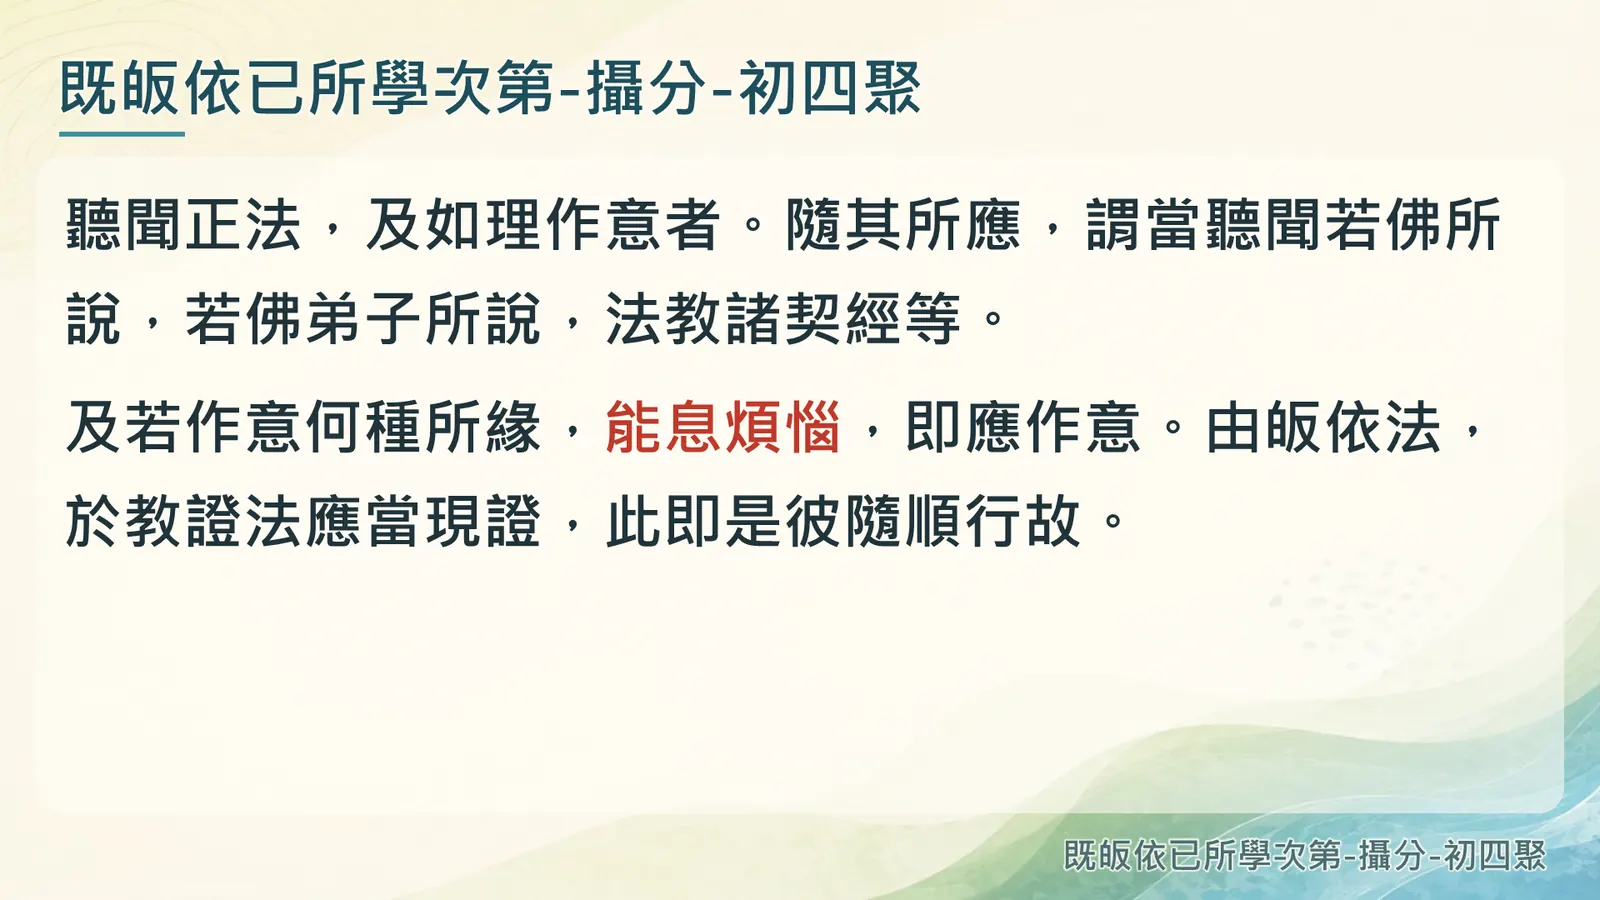 既皈依已所學次第-攝分-初四聚
聽聞正法，及如理作意者。隨其所應，謂當聽聞若佛所
說，若佛弟子所說，法教諸契經等。
及若作意何種所緣，能息煩惱，即應作意。由皈依法，
於教證法應當現證，此即是彼隨順行故。
既皈依已所學次第-攝分-初四聚